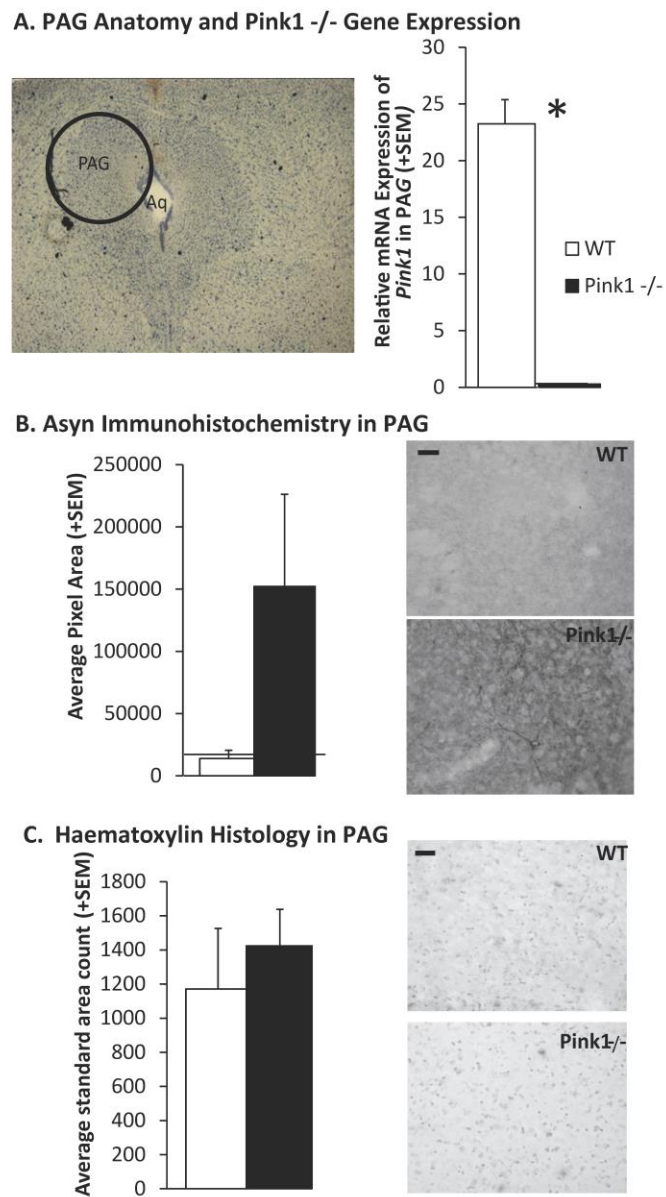 A. PAG Anatomy and Pink1 -/- Gene Expression
PAG
Aq
Relative mRNA Expression of
Pink1 in PAG (+SEM)
30
25
20
15
10
5
0
*
WT
Pink1 -/-
B. Asyn Immunohistochemistry in PAG
Average Pixel Area (+SEM)
250000
200000
150000
100000
50000
0
WT
Pink1-/-
C. Haematoxylin Histology in PAG
Average standard area count (+SEM)
1800
1600
1400
1200
1000
800
600
400
200
0
WT
Pink1-/-